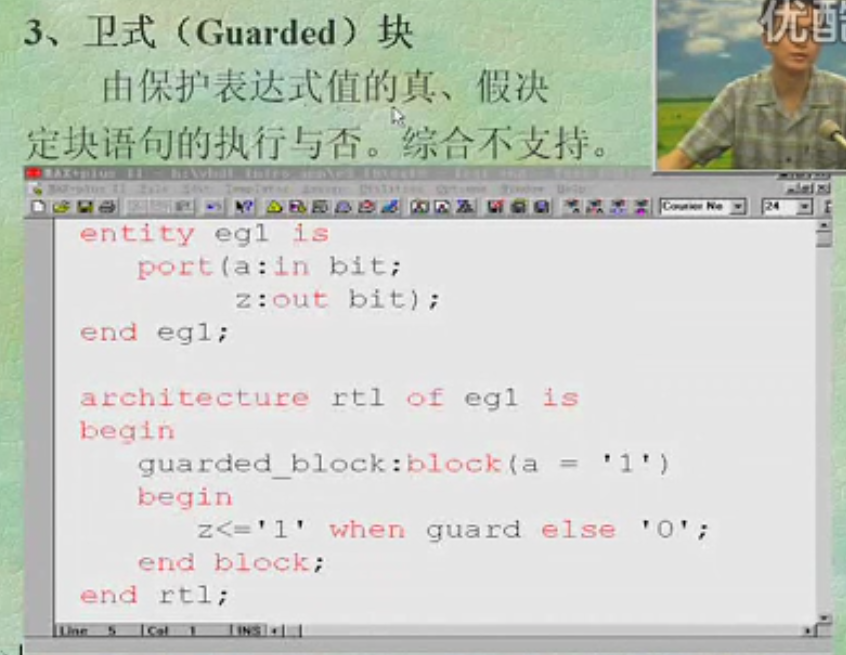 3、卫式（Guarded）块
优酷
由保护表达式值的真、假决
定块语句的执行与否。综合不支持。
MAX+plus II
MAX+plus II File Edit Templates Assign Utilities Options Window Help
Courier Ne 24
entity eg1 is
port(a:in bit;
z:out bit);
end eg1;
architecture rtl of eg1 is
begin
guarded_block:block(a = '1')
begin
z<='1' when guard else '0';
end block;
end rtl;
Line 5 Col 1 INS